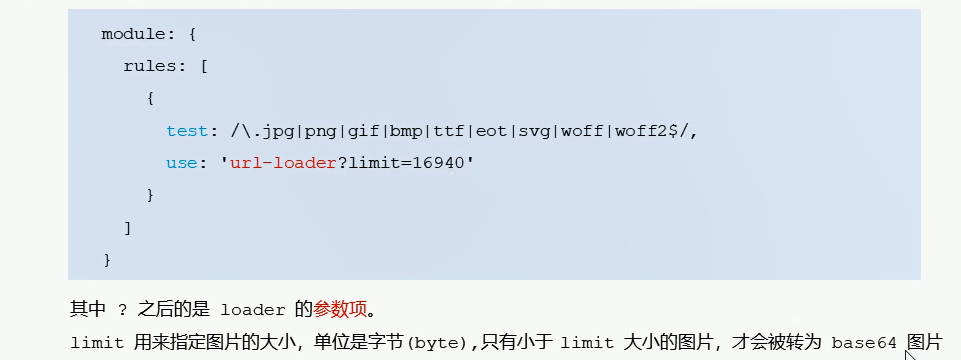 module: {
rules: [
{
test: /\.jpg|png|gif|bmp|ttf|eot|svg|woff|woff2$/,
use: 'url-loader?limit=16940'
}
]
}
其中 ? 之后的是 loader 的参数项。
limit 用来指定图片的大小，单位是字节(byte),只有小于 limit 大小的图片，才会被转为 base64 图片